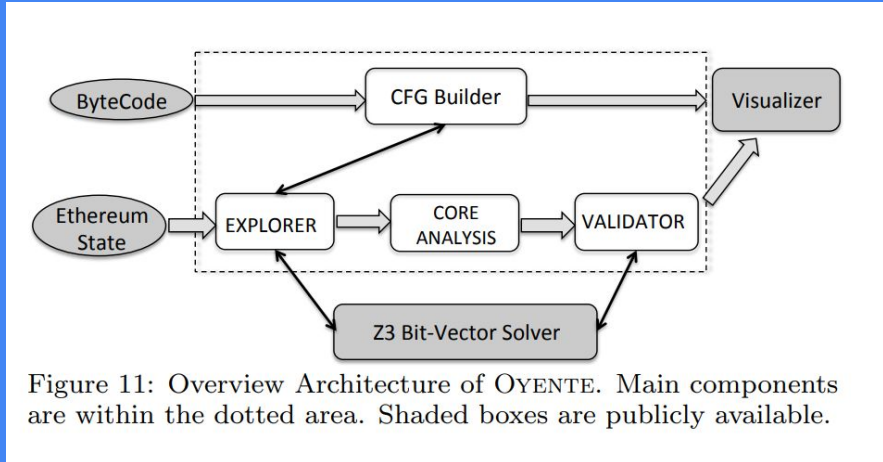 ByteCode
CFG Builder
Visualizer
Ethereum
State
EXPLORER
CORE
ANALYSIS
VALIDATOR
Z3 Bit-Vector Solver
Figure 11: Overview Architecture of OYENTE. Main components
are within the dotted area. Shaded boxes are publicly available.